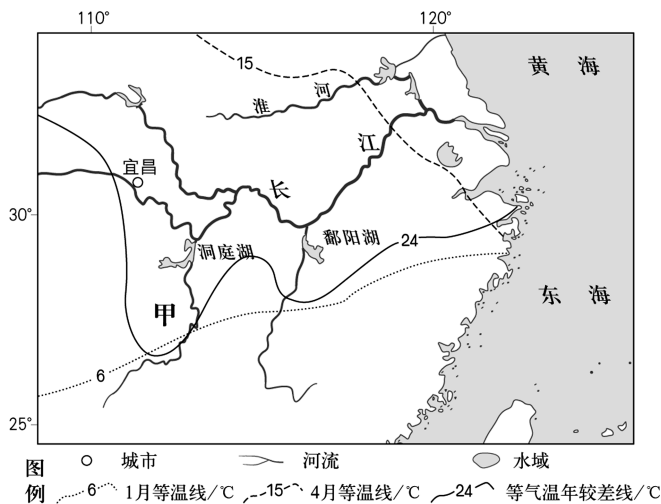 110° 120°
15
黄 海
淮 河
江
宜昌
长
30°
洞庭湖 鄱阳湖 24
甲
东 海
6
25°
图例
城市 河流 水域
6 1月等温线/℃ 15 4月等温线/℃ 24 等气温年较差线/℃